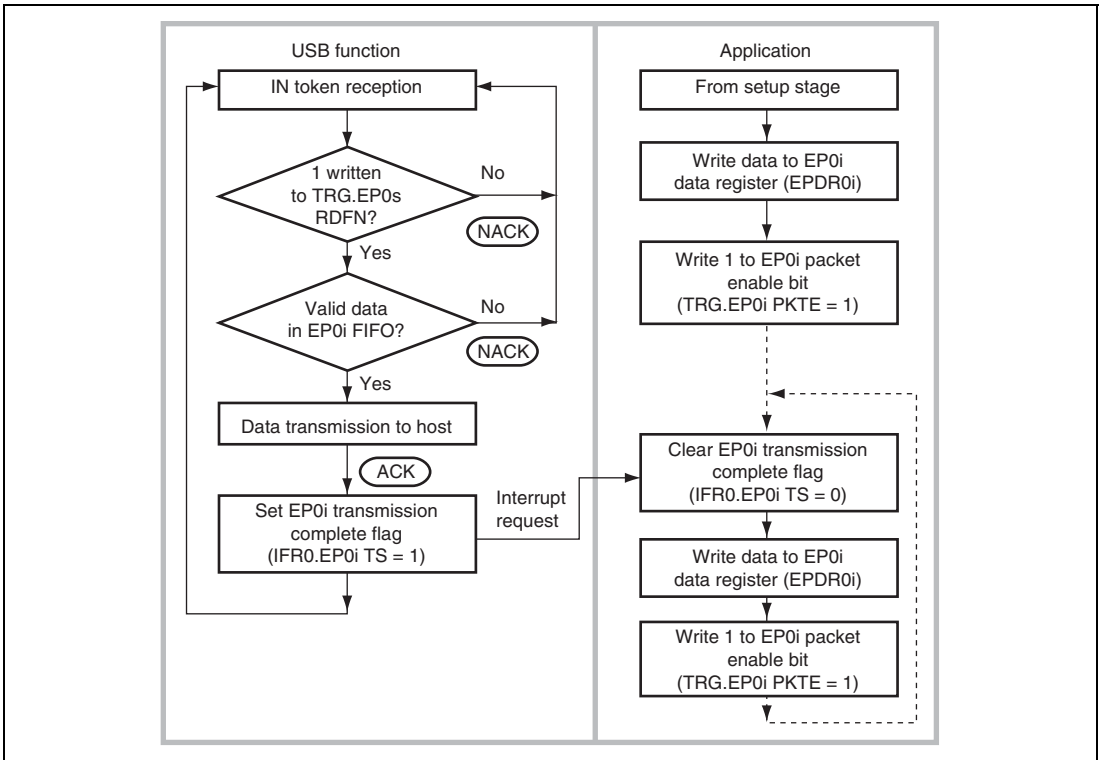 USB function
IN token reception
1 written
to TRG.EP0s
RDFN?
No
NACK
Yes
Valid data
in EP0i FIFO?
No
NACK
Yes
Data transmission to host
ACK
Set EP0i transmission
complete flag
(IFR0.EP0i TS = 1)
Interrupt
request
Application
From setup stage
Write data to EP0i
data register (EPDR0i)
Write 1 to EP0i packet
enable bit
(TRG.EP0i PKTE = 1)
Clear EP0i transmission
complete flag
(IFR0.EP0i TS = 0)
Write data to EP0i
data register (EPDR0i)
Write 1 to EP0i packet
enable bit
(TRG.EP0i PKTE = 1)